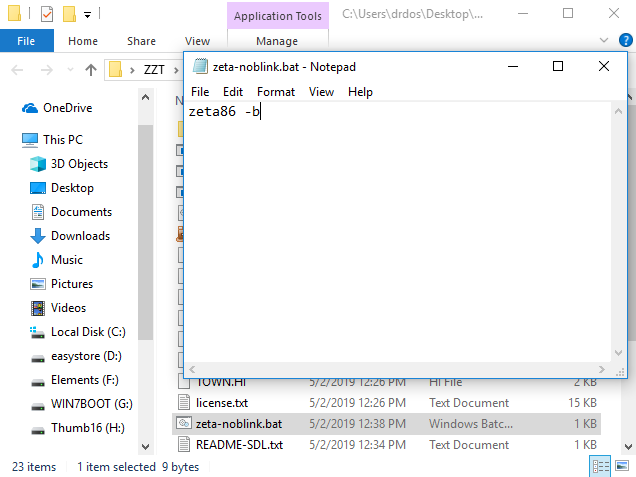 Application Tools
C:\Users\drdos\Desktop\...
File
Manage
ZZT
zeta-noblink.bat - Notepad
File Edit Format View Help
zeta86 -b
OneDrive
This PC
3D Objects
Desktop
Documents
Downloads
Music
Pictures
Videos
Local Disk (C:)
easystore (D:)
Elements (F:)
WIN7BOOT (G:)
Thumb16 (H:)
N
TOWN.HI 5/2/2019 12:26 PM HI File 2 KB
license.txt 5/2/2019 12:26 PM Text Document 15 KB
zeta-noblink.bat 5/2/2019 12:38 PM Windows Batc... 1 KB
README-SDL.txt 5/2/2019 12:34 PM Text Document 1 KB
23 items 1 item selected 9 bytes